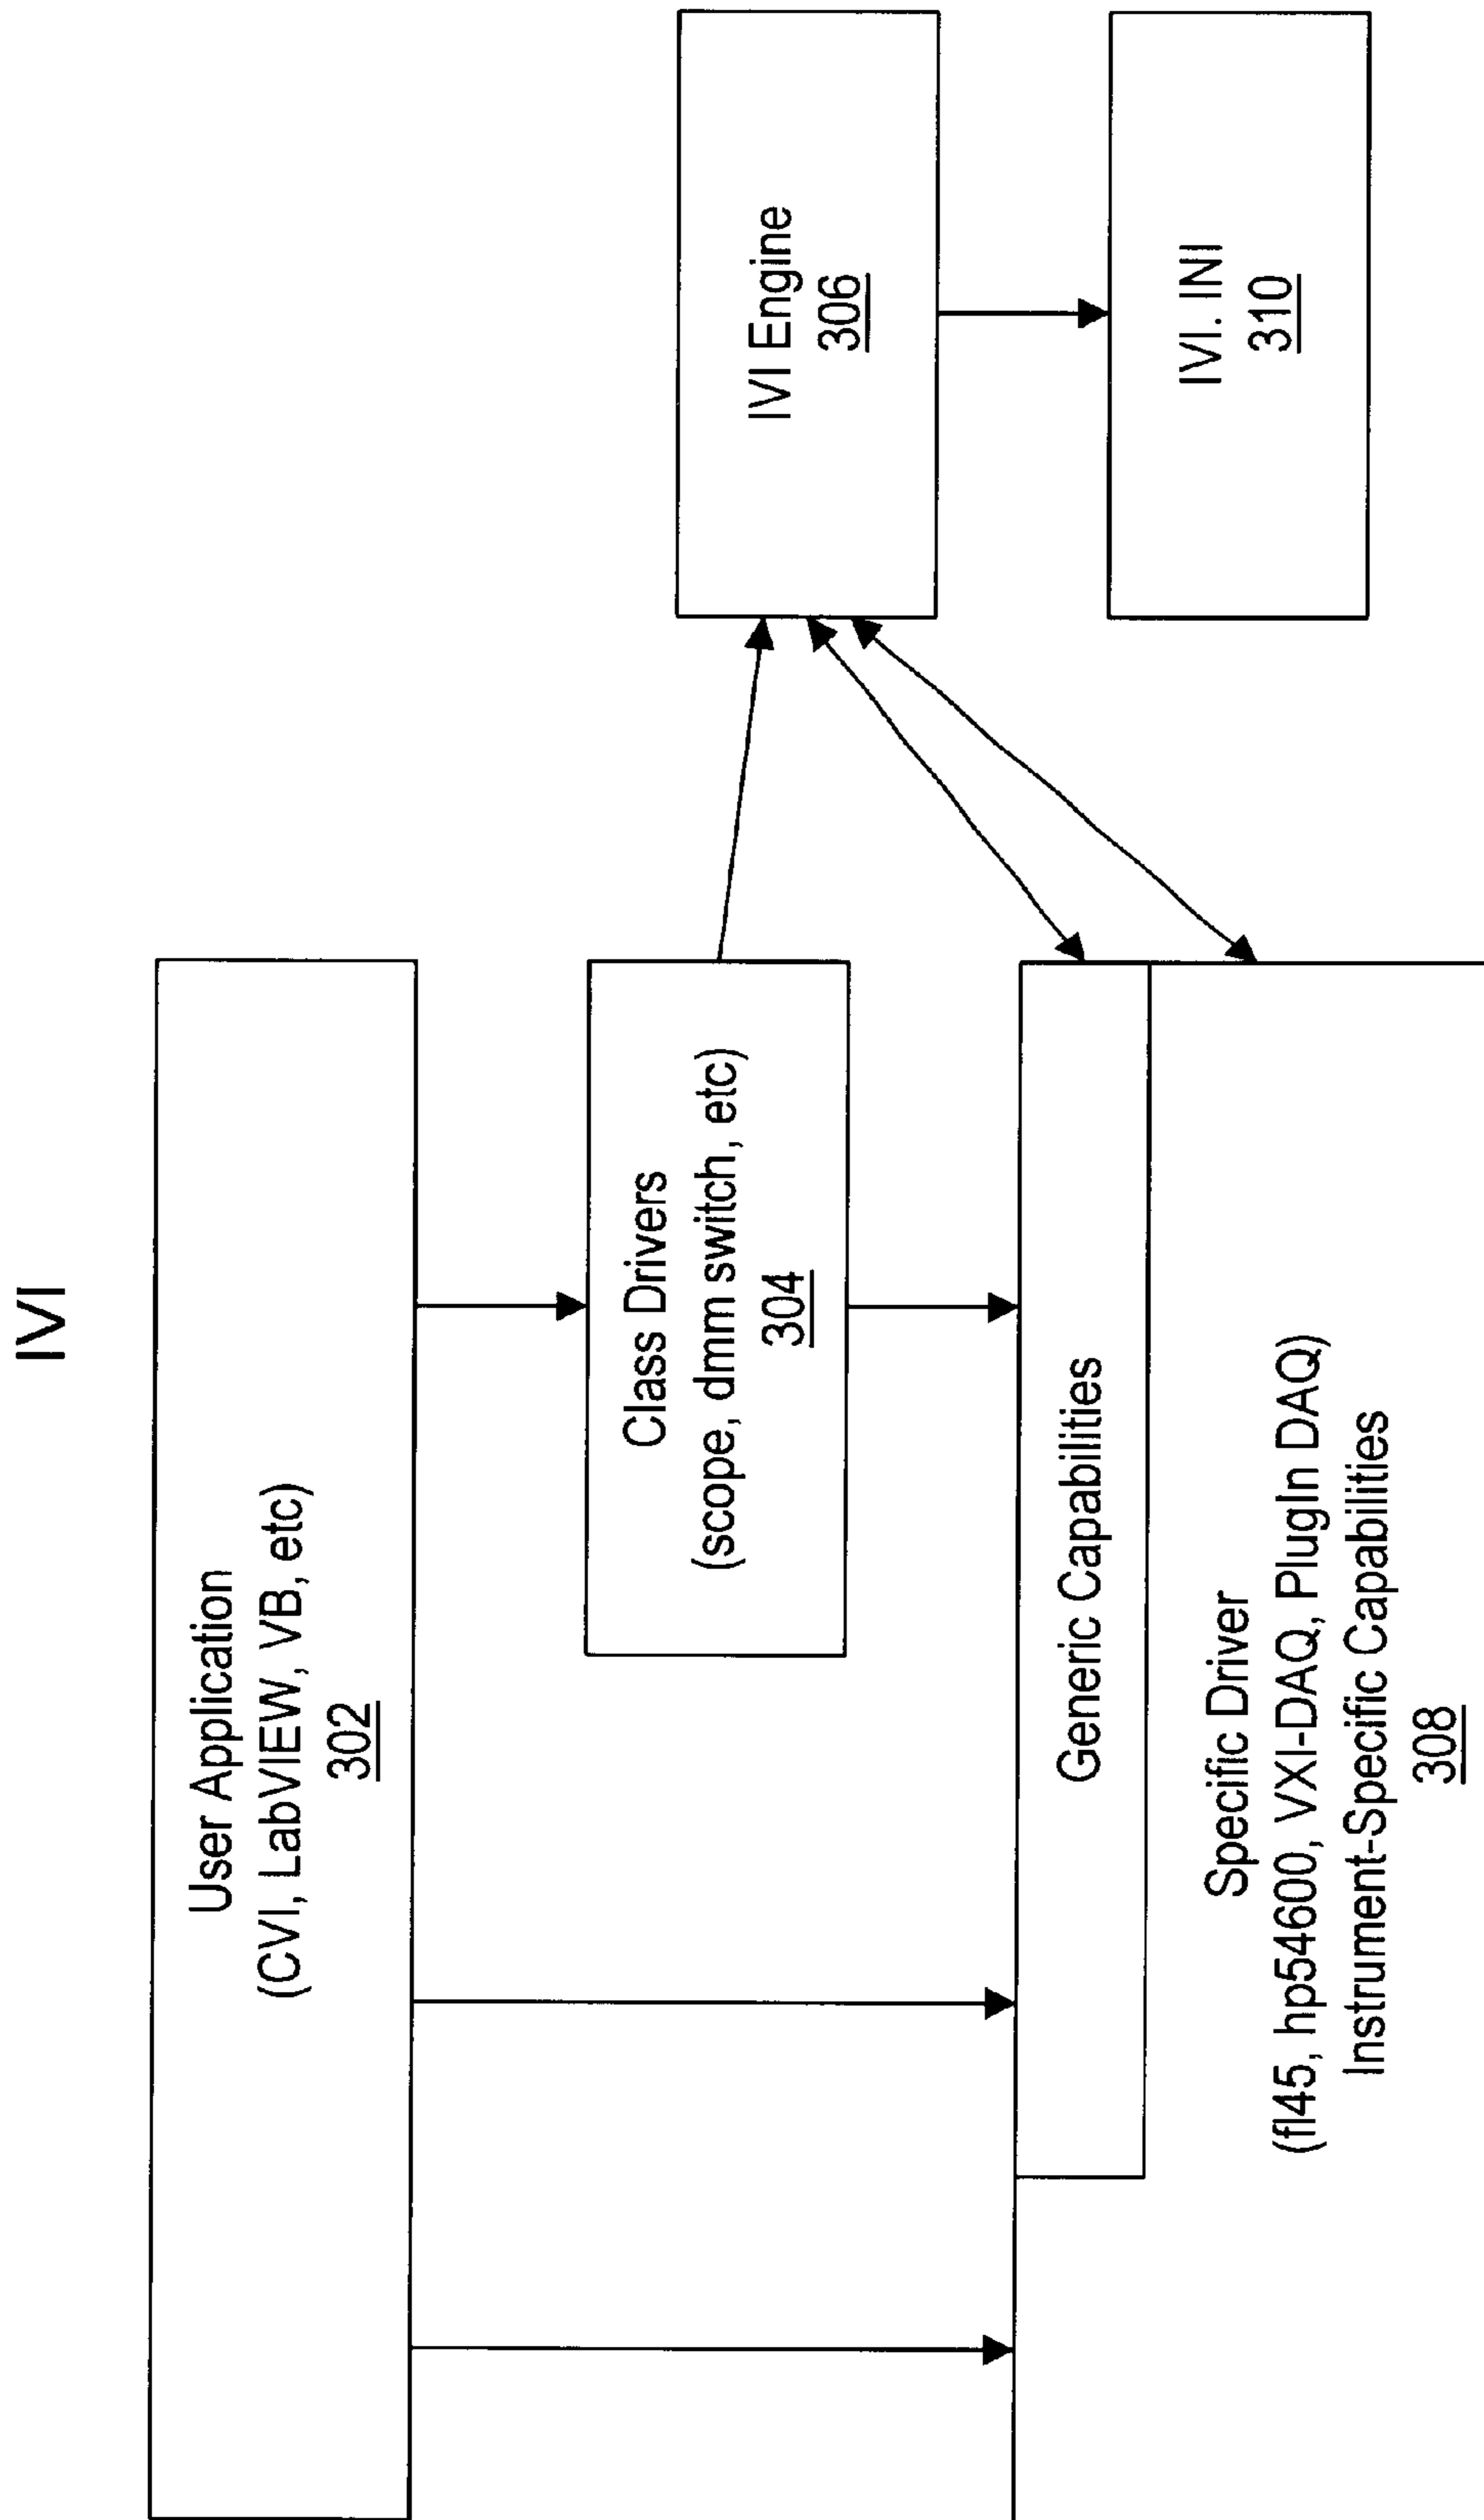 IVI
User Application
(CVI, LabVIEW, VB, etc)
302
Class Drivers
(scope, dmm switch, etc)
304
IVI Engine
306
Generic Capabilities
Specific Driver
(fl45, hp54600, VXI-DAQ, PlugIn DAQ)
Instrument-Specific Capabilities
308
IVI. INI
310